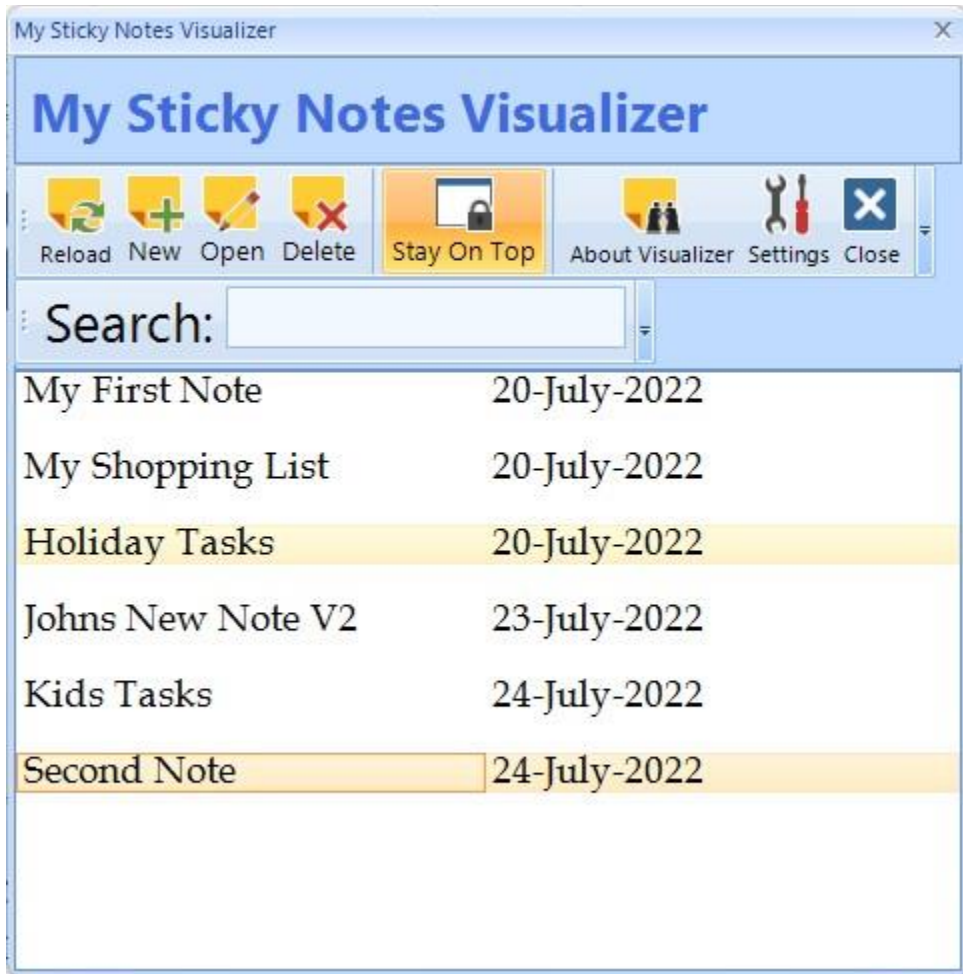 My Sticky Notes Visualizer
My Sticky Notes Visualizer
Reload New Open Delete Stay On Top About Visualizer Settings Close
Search:
My First Note 20-July-2022
My Shopping List 20-July-2022
Holiday Tasks 20-July-2022
Johns New Note V2 23-July-2022
Kids Tasks 24-July-2022
Second Note 24-July-2022